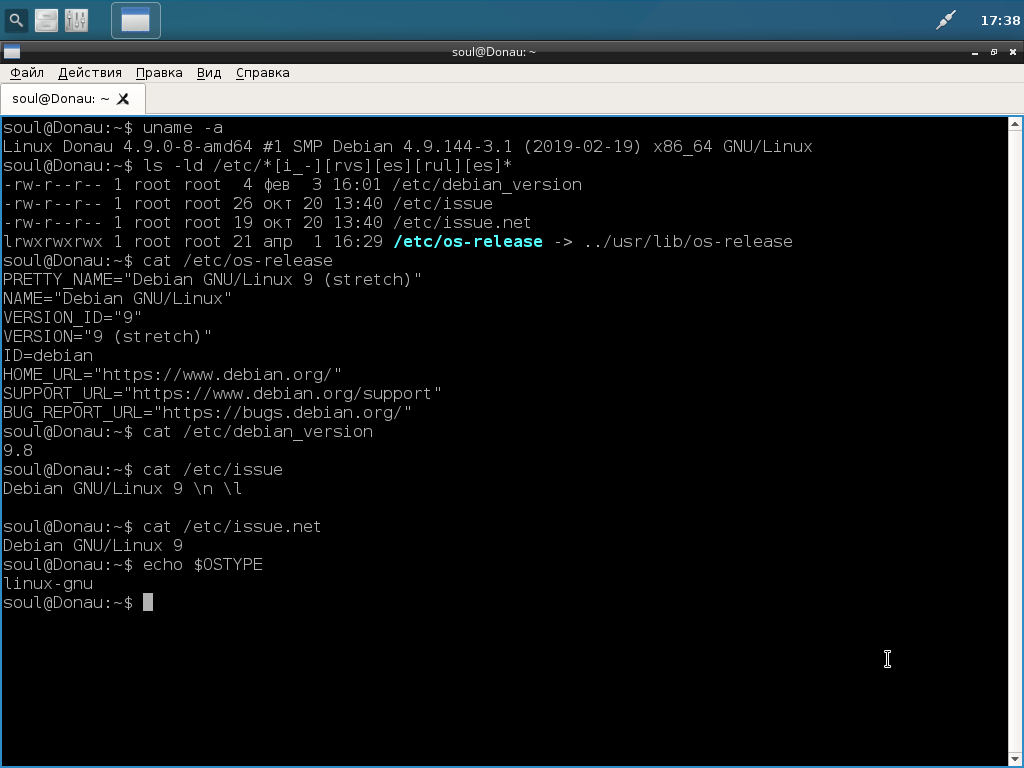 17:38
soul@Donau: ~
Файл Действия Правка Вид Справка
soul@Donau: ~
soul@Donau:~$ uname -a
Linux Donau 4.9.0-8-amd64 #1 SMP Debian 4.9.144-3.1 (2019-02-19) x86_64 GNU/Linux
soul@Donau:~$ ls -ld /etc/*[i_-][rvs][es][rul][es]*
-rw-r--r-- 1 root root  4 фев  3 16:01 /etc/debian_version
-rw-r--r-- 1 root root 26 окт 20 13:40 /etc/issue
-rw-r--r-- 1 root root 19 окт 20 13:40 /etc/issue.net
lrwxrwxrwx 1 root root 21 апр  1 16:29 /etc/os-release -> ../usr/lib/os-release
soul@Donau:~$ cat /etc/os-release
PRETTY_NAME="Debian GNU/Linux 9 (stretch)"
NAME="Debian GNU/Linux"
VERSION_ID="9"
VERSION="9 (stretch)"
ID=debian
HOME_URL="https://www.debian.org/"
SUPPORT_URL="https://www.debian.org/support"
BUG_REPORT_URL="https://bugs.debian.org/"
soul@Donau:~$ cat /etc/debian_version
9.8
soul@Donau:~$ cat /etc/issue
Debian GNU/Linux 9 \n \l

soul@Donau:~$ cat /etc/issue.net
Debian GNU/Linux 9
soul@Donau:~$ echo $OSTYPE
linux-gnu
soul@Donau:~$